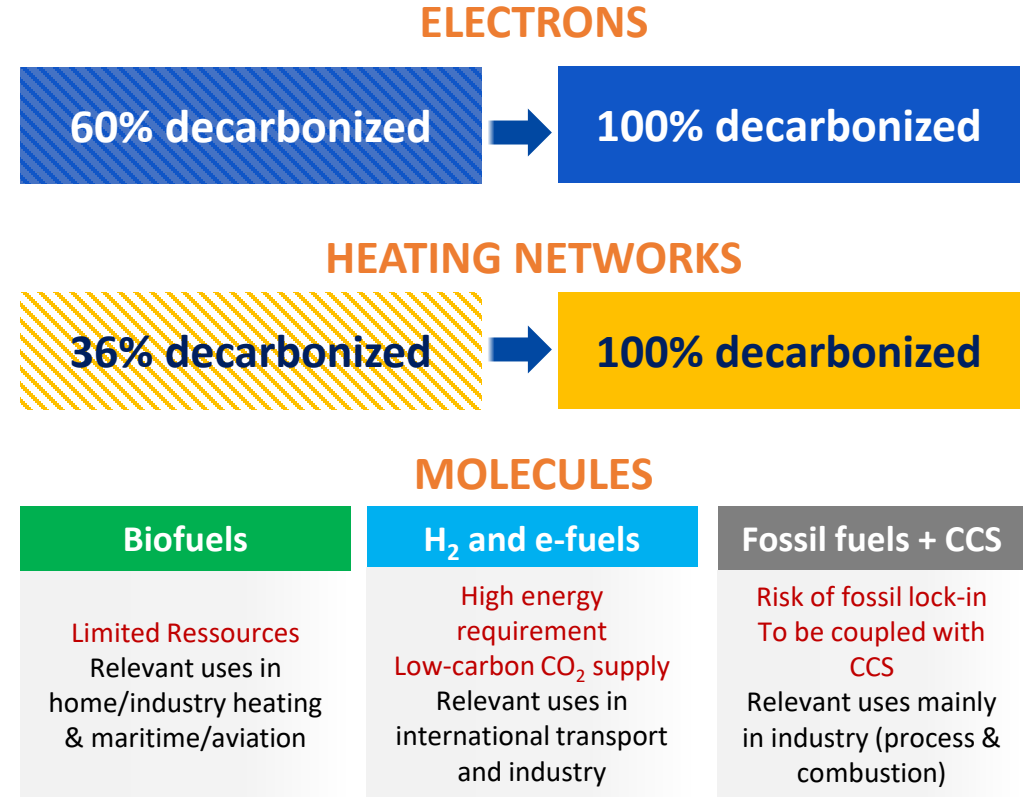 ELECTRONS
60% decarbonized
100% decarbonized
HEATING NETWORKS
36% decarbonized
100% decarbonized
MOLECULES
Biofuels
Limited Ressources
Relevant uses in
home/industry heating
& maritime/aviation
H₂ and e-fuels
High energy
requirement
Low-carbon CO₂ supply
Relevant uses in
international transport
and industry
Fossil fuels + CCS
Risk of fossil lock-in
To be coupled with
CCS
Relevant uses mainly
in industry (process &
combustion)